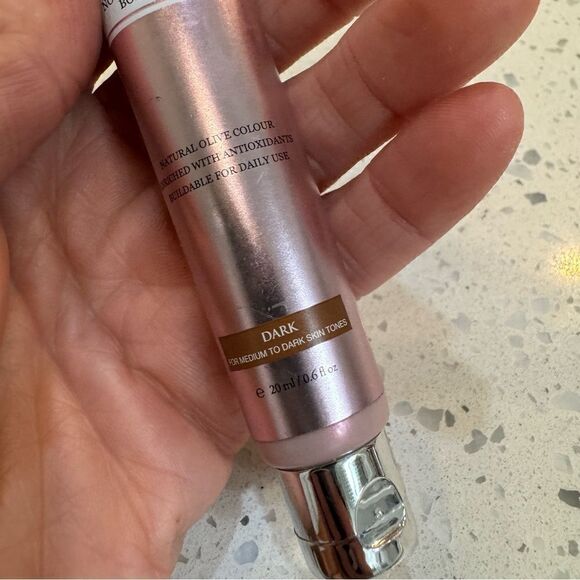 NATURAL OLIVE COLOUR
ENRICHED WITH ANTIOXIDANTS
BUILDABLE FOR DAILY USE
DARK
FOR MEDIUM TO DARK SKIN TONES
e 20 ml / 0.6 fl oz